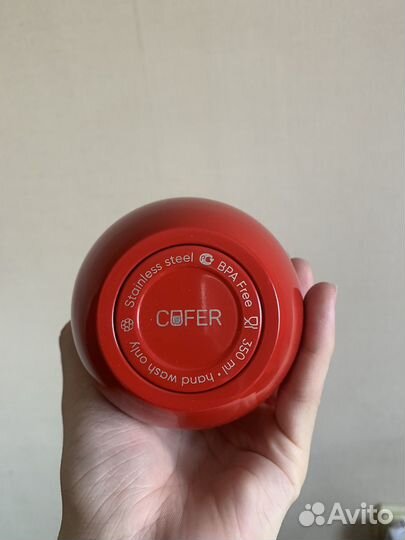 Stainless steel BPA Free
COFER
350 ml • hand wash only
Avito